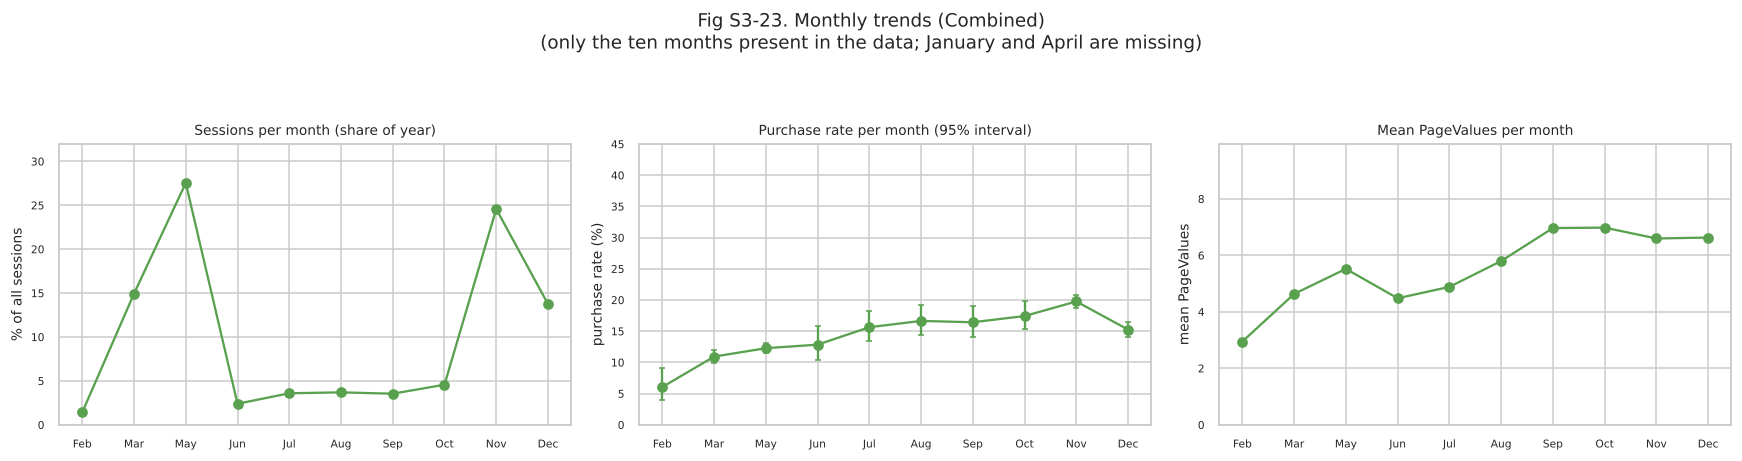 Fig S3-23. Monthly trends (Combined)
(only the ten months present in the data; January and April are missing)
Sessions per month (share of year)
% of all sessions
30
25
20
15
10
5
0
Feb Mar May Jun Jul Aug Sep Oct Nov Dec
Purchase rate per month (95% interval)
purchase rate (%)
45
40
35
30
25
20
15
10
5
0
Feb Mar May Jun Jul Aug Sep Oct Nov Dec
Mean PageValues per month
mean PageValues
8
6
4
2
0
Feb Mar May Jun Jul Aug Sep Oct Nov Dec